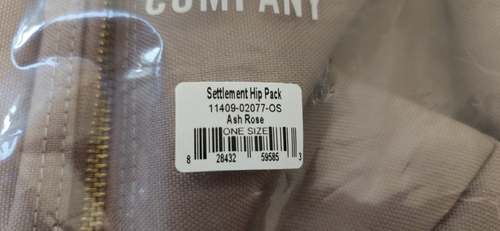 COMPANY
Settlement Hip Pack
11409-02077-OS
Ash Rose
ONE SIZE
8 28432 59585 3